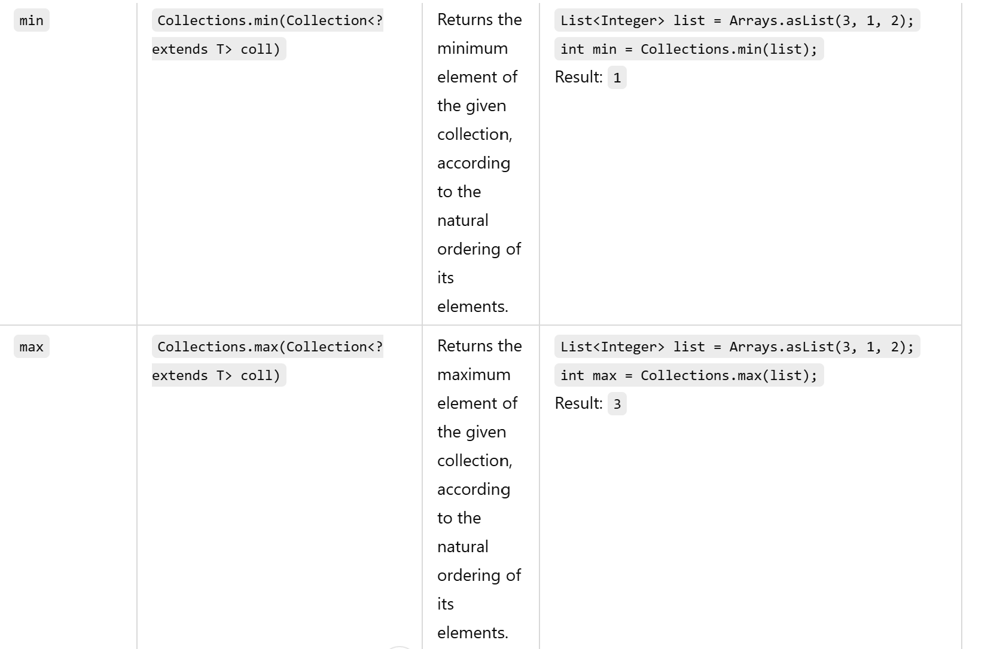 min
Collections.min(Collection<?
extends T> coll)
Returns the
minimum
element of
the given
collection,
according
to the
natural
ordering of
its
elements.
List<Integer> list = Arrays.asList(3, 1, 2);
int min = Collections.min(list);
Result: 1
max
Collections.max(Collection<?
extends T> coll)
Returns the
maximum
element of
the given
collection,
according
to the
natural
ordering of
its
elements.
List<Integer> list = Arrays.asList(3, 1, 2);
int max = Collections.max(list);
Result: 3